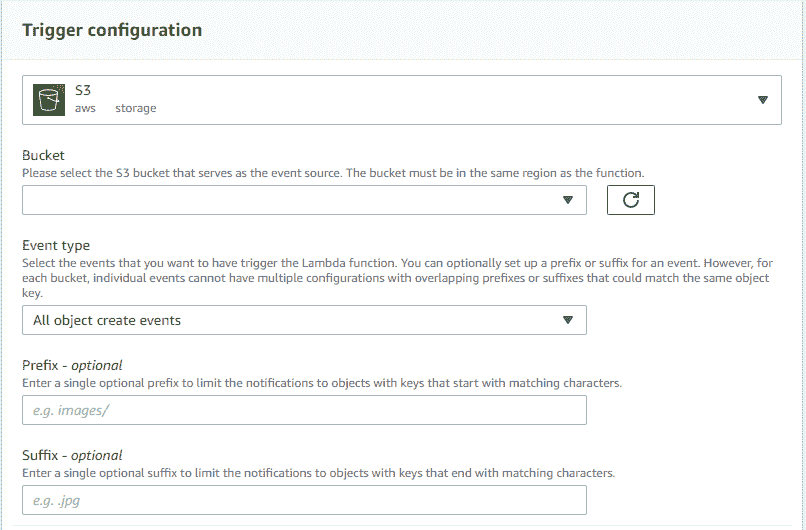 Trigger configuration
S3
aws storage
Bucket
Please select the S3 bucket that serves as the event source. The bucket must be in the same region as the function.
Event type
Select the events that you want to have trigger the Lambda function. You can optionally set up a prefix or suffix for an event. However, for
each bucket, individual events cannot have multiple configurations with overlapping prefixes or suffixes that could match the same object
key.
All object create events
Prefix - optional
Enter a single optional prefix to limit the notifications to objects with keys that start with matching characters.
e.g. images/
Suffix - optional
Enter a single optional suffix to limit the notifications to objects with keys that end with matching characters.
e.g. .jpg